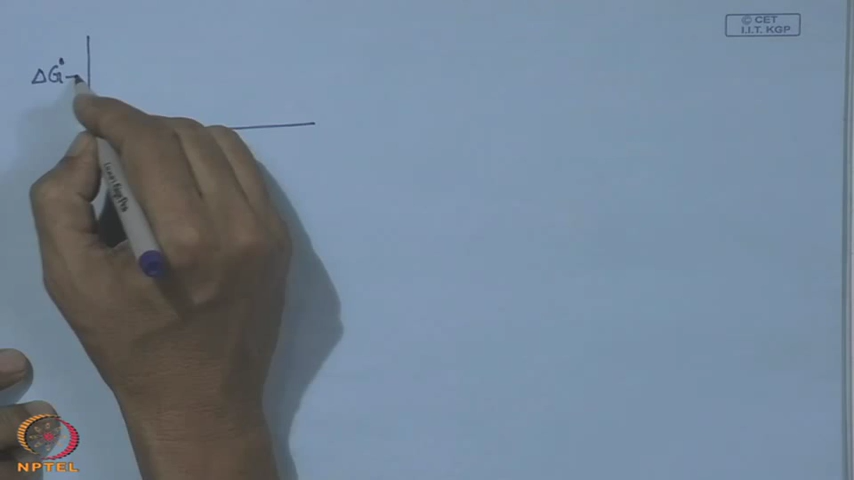 © CET
I.I.T. KGP
ΔG° →
NPTEL